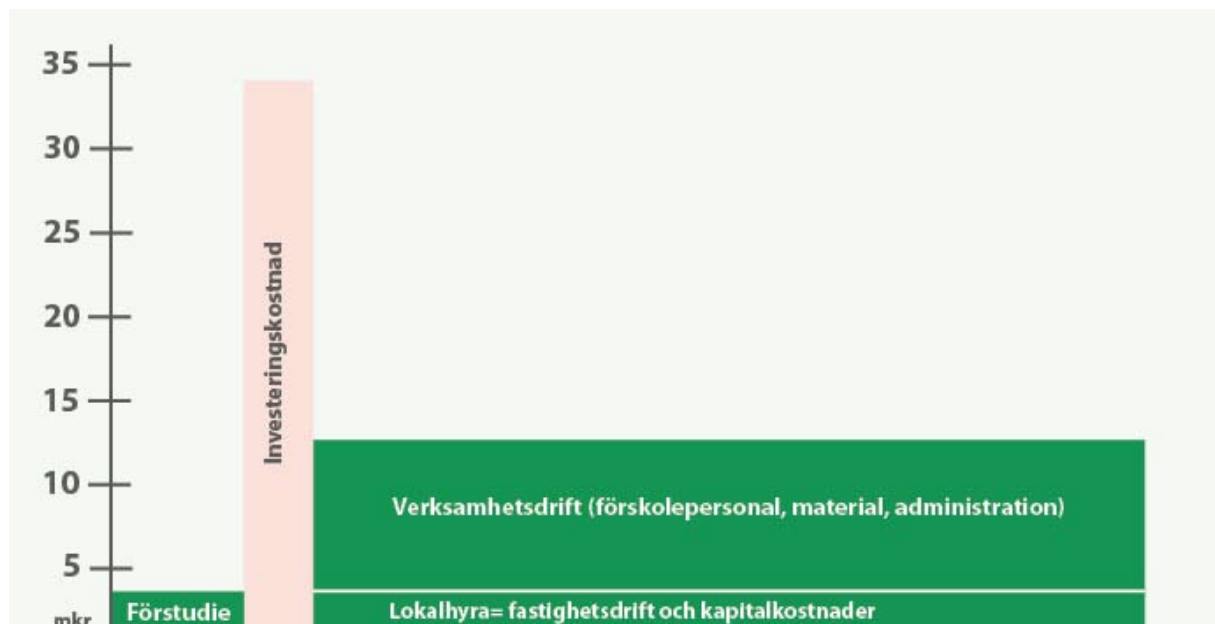 35
30
25
20
15
10
5
mkr
Investeringskostnad
Verksamhetsdrift (förskolepersonal, material, administration)
Förstudie
Lokalhyra= fastighetsdrift och kapitalkostnader